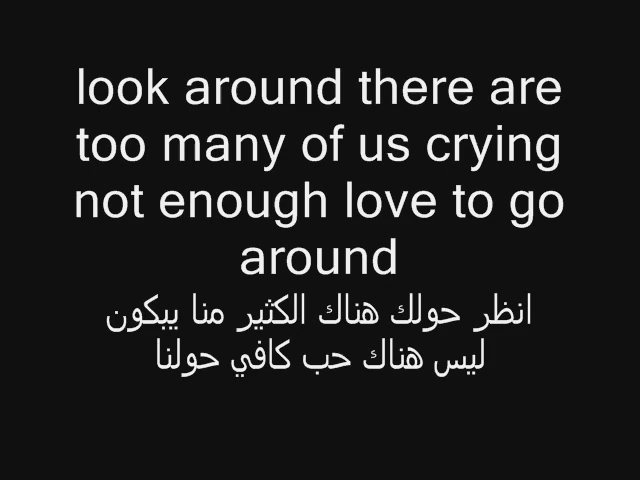 look around there are
too many of us crying
not enough love to go
around
انظر حولك هناك الكثير منا يبكون
ليس هناك حب كافي حولنا